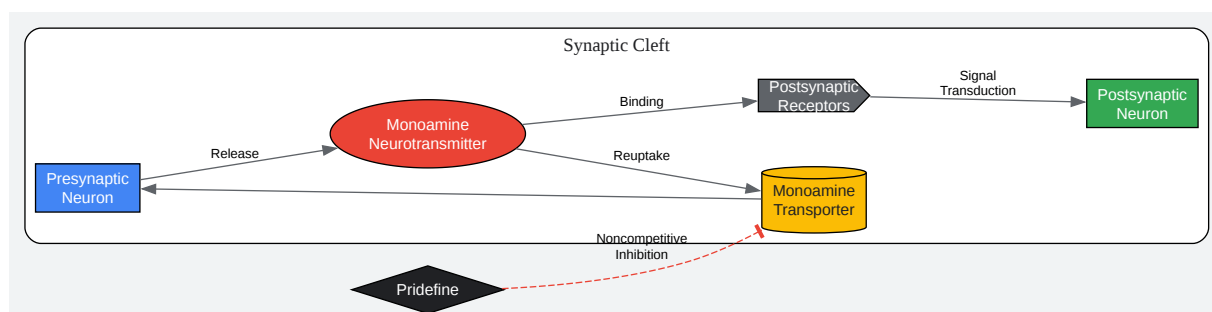 Synaptic Cleft
Signal
Transduction
Postsynaptic
Receptors
Postsynaptic
Neuron
Binding
Monoamine
Neurotransmitter
Release
Reuptake
Presynaptic
Neuron
Monoamine
Transporter
Noncompetitive
Inhibition
Pridefine